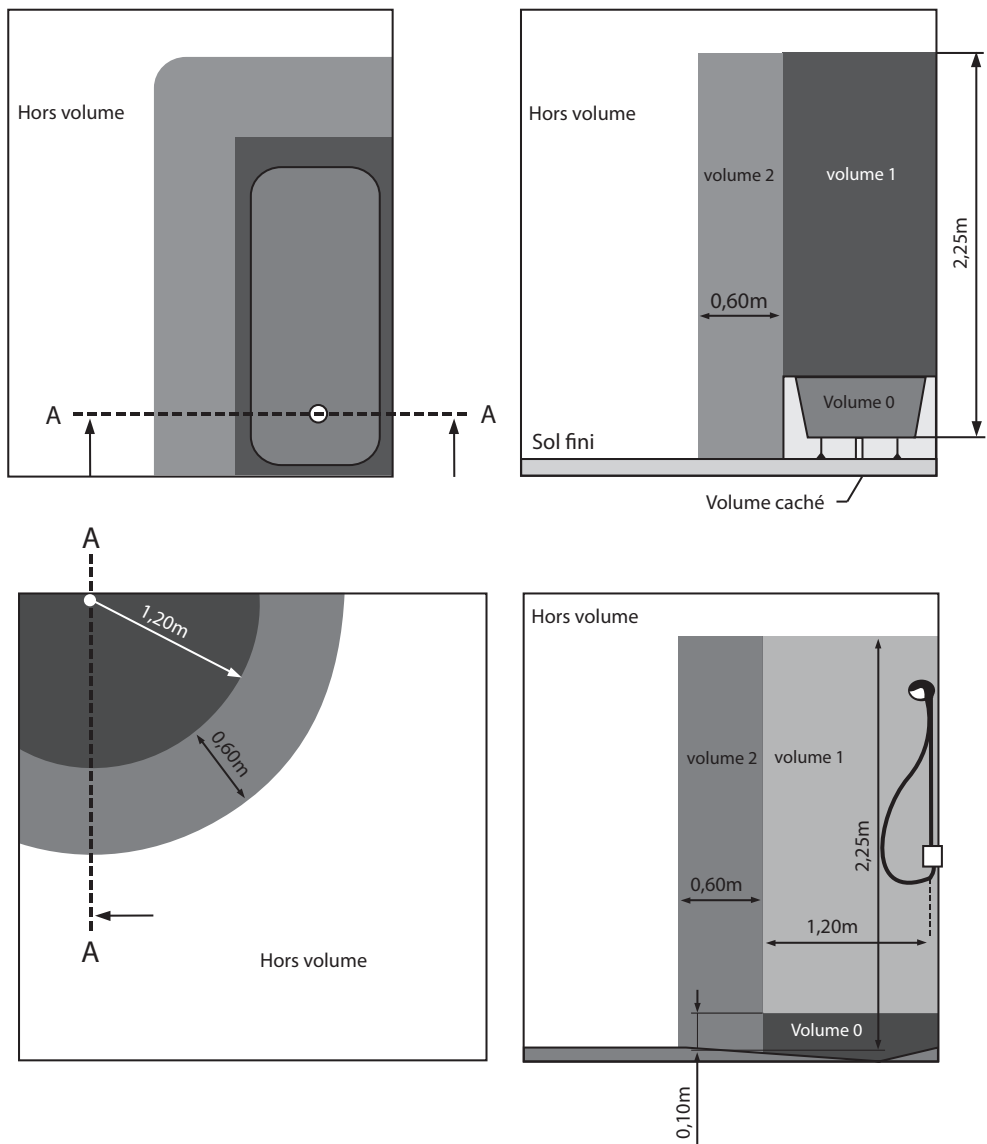 Hors volume
A
A
Hors volume
volume 2
volume 1
2,25m
0,60m
Volume 0
Sol fini
Volume caché
A
1,20m
0,60m
A
Hors volume
Hors volume
volume 2
volume 1
2,25m
0,60m
1,20m
Volume 0
0,10m